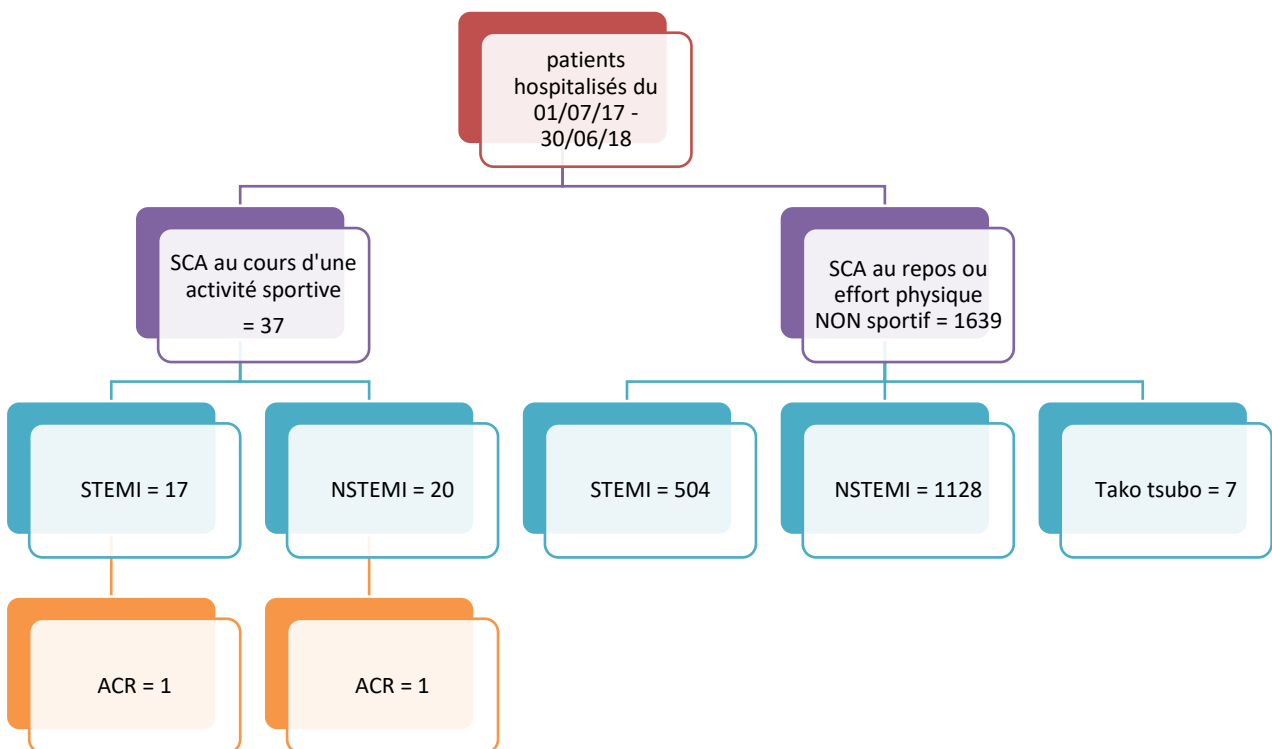 patients
hospitalisés du
01/07/17 -
30/06/18
SCA au cours d'une
activité sportive
= 37
SCA au repos ou
effort physique
NON sportif = 1639
STEMI = 17
NSTEMI = 20
STEMI = 504
NSTEMI = 1128
Tako tsubo = 7
ACR = 1
ACR = 1